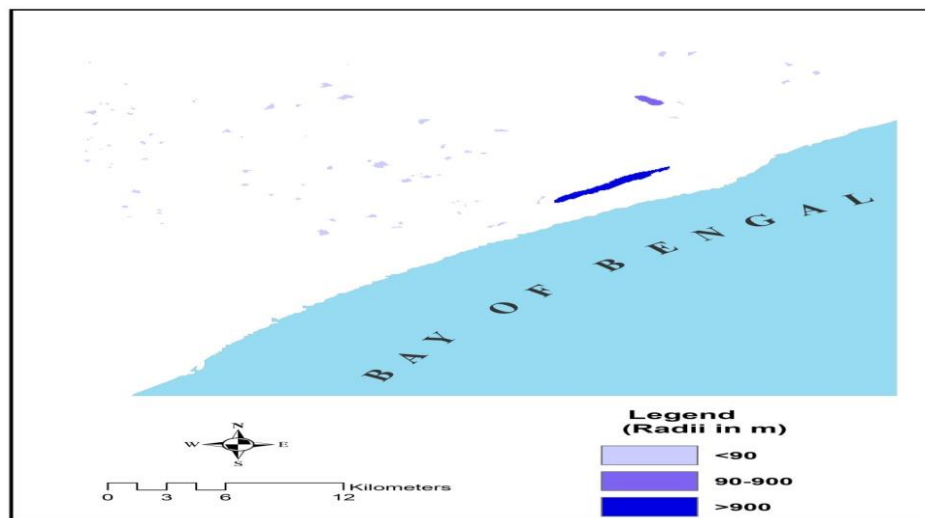 BAY OF BENGAL
N
W E
S
Kilometers
0 3 6 12
Legend
(Radii in m)
<90
90-900
>900